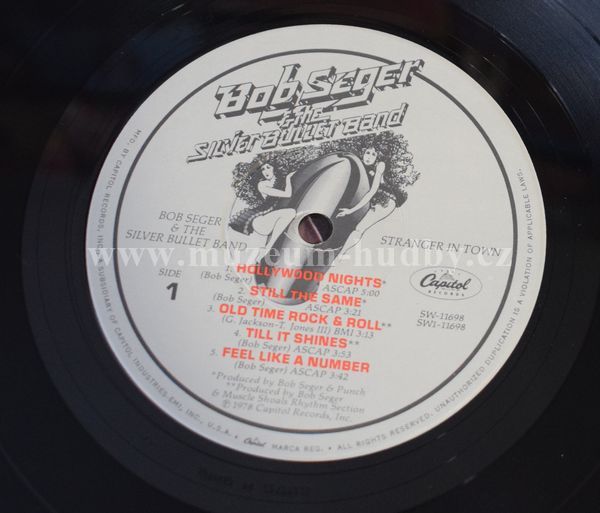 Bob Seger
& the
Silver Bullet Band
BOB SEGER
& THE
SILVER BULLET BAND
STRANGER IN TOWN
www.muzeum-hudby.cz
SIDE
1
Capitol
RECORDS
SW-11698
SW1-11698
1. HOLLYWOOD NIGHTS*
(Bob Seger) ASCAP 5:00
2. STILL THE SAME*
(Bob Seger) ASCAP 3:21
3. OLD TIME ROCK & ROLL**
(G. Jackson-T. Jones III) BMI 3:13
4. TILL IT SHINES**
(Bob Seger) ASCAP 3:53
5. FEEL LIKE A NUMBER
(Bob Seger) ASCAP 3:42
*Produced by Bob Seger & Punch
**Produced by Bob Seger
& Muscle Shoals Rhythm Section
℗1978 Capitol Records, Inc.
MFD. BY CAPITOL RECORDS, INC. SUBSIDIARY OF CAPITOL INDUSTRIES-EMI, INC., U.S.A. • Capitol MARCA REG. • ALL RIGHTS RESERVED. UNAUTHORIZED DUPLICATION IS A VIOLATION OF APPLICABLE LAWS.